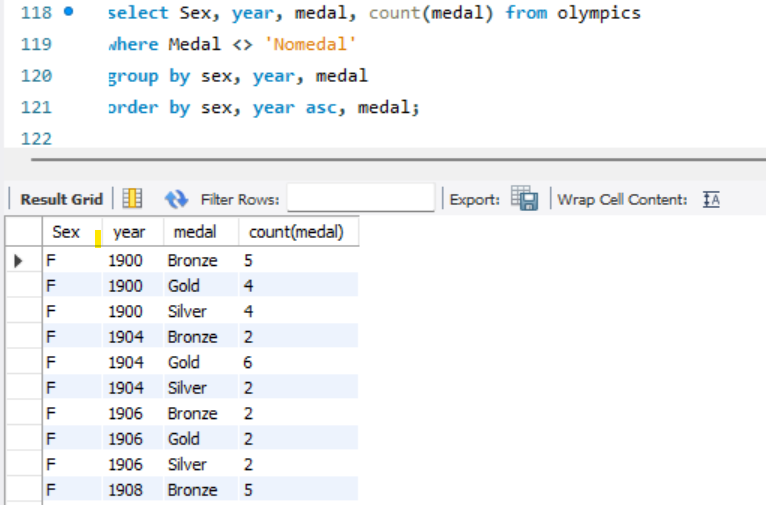 118 select Sex, year, medal, count(medal) from olympics
119 where Medal <> 'Nomedal'
120 group by sex, year, medal
121 order by sex, year asc, medal;
122
Result Grid Filter Rows: Export: Wrap Cell Content: IA
Sex year medal count(medal)
F 1900 Bronze 5
F 1900 Gold 4
F 1900 Silver 4
F 1904 Bronze 2
F 1904 Gold 6
F 1904 Silver 2
F 1906 Bronze 2
F 1906 Gold 2
F 1906 Silver 2
F 1908 Bronze 5